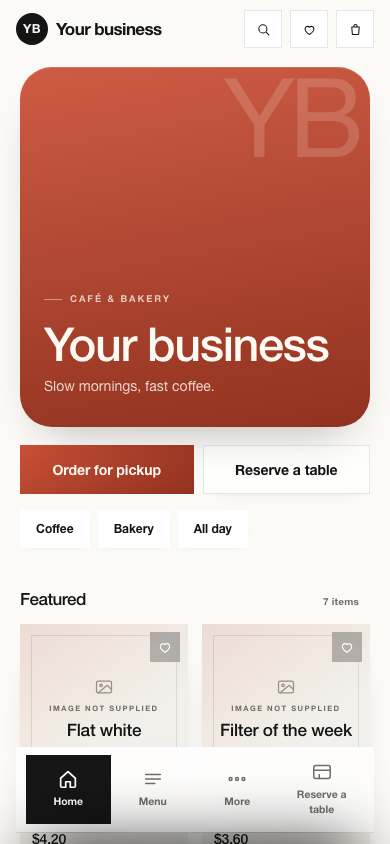 YB
Your business
YB
CAFÉ & BAKERY
Your business
Slow mornings, fast coffee.
Order for pickup
Reserve a table
Coffee
Bakery
All day
Featured
7 items
IMAGE NOT SUPPLIED
Flat white
IMAGE NOT SUPPLIED
Filter of the week
Home
Menu
More
Reserve a
table
$4.20
$3.60